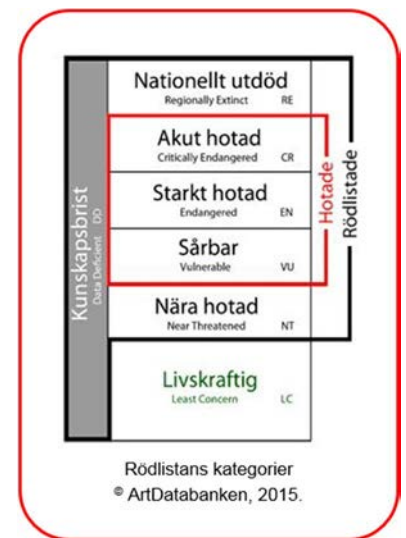 Nationellt utdöd
Regionally Extinct RE
Akut hotad
Critically Endangered CR
Starkt hotad
Endangered EN
Sårbar
Vulnerable VU
Nära hotad
Near Threatened NT
Livskraftig
Least Concern LC
Kunskapsbrist
Data Deficient DD
Hotade
Rödlistade
Rödlistans kategorier
© ArtDatabanken, 2015.